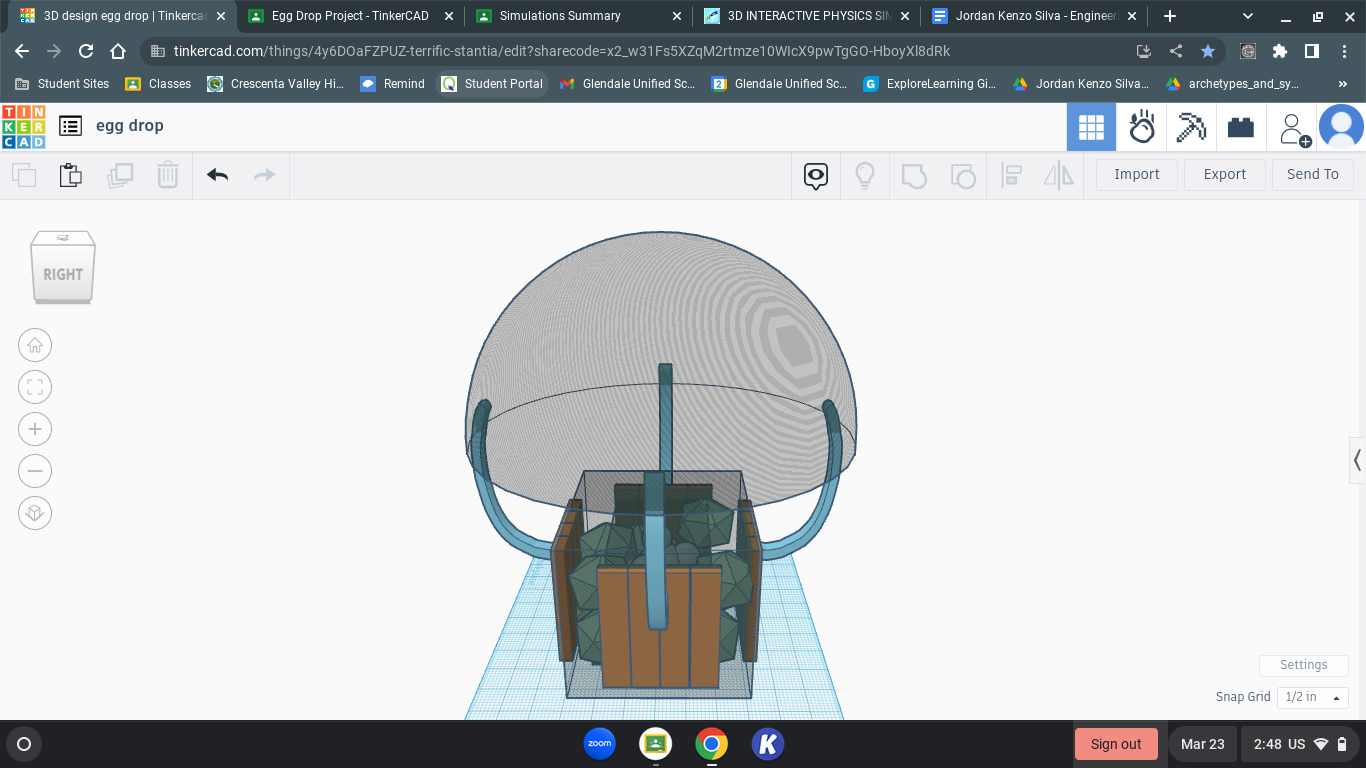 3D design egg drop | Tinkercad
Egg Drop Project - TinkerCAD
Simulations Summary
3D INTERACTIVE PHYSICS SIM
Jordan Kenzo Silva - Engineeri
tinkercad.com/things/4y6DOaFZPUZ-terrific-stantia/edit?sharecode=x2_w31Fs5XZqM2rtmze10WIcX9pwTgGO-HboyXl8dRk
Student Sites
Classes
Crescenta Valley Hi...
Remind
Student Portal
Glendale Unified Sc...
Glendale Unified Sc...
ExploreLearning Gi...
Jordan Kenzo Silva...
archetypes_and_sy...
TIN
KER
CAD
egg drop
Import
Export
Send To
RIGHT
Settings
Snap Grid
1/2 in
zoom
K
Sign out
Mar 23
2:48 US